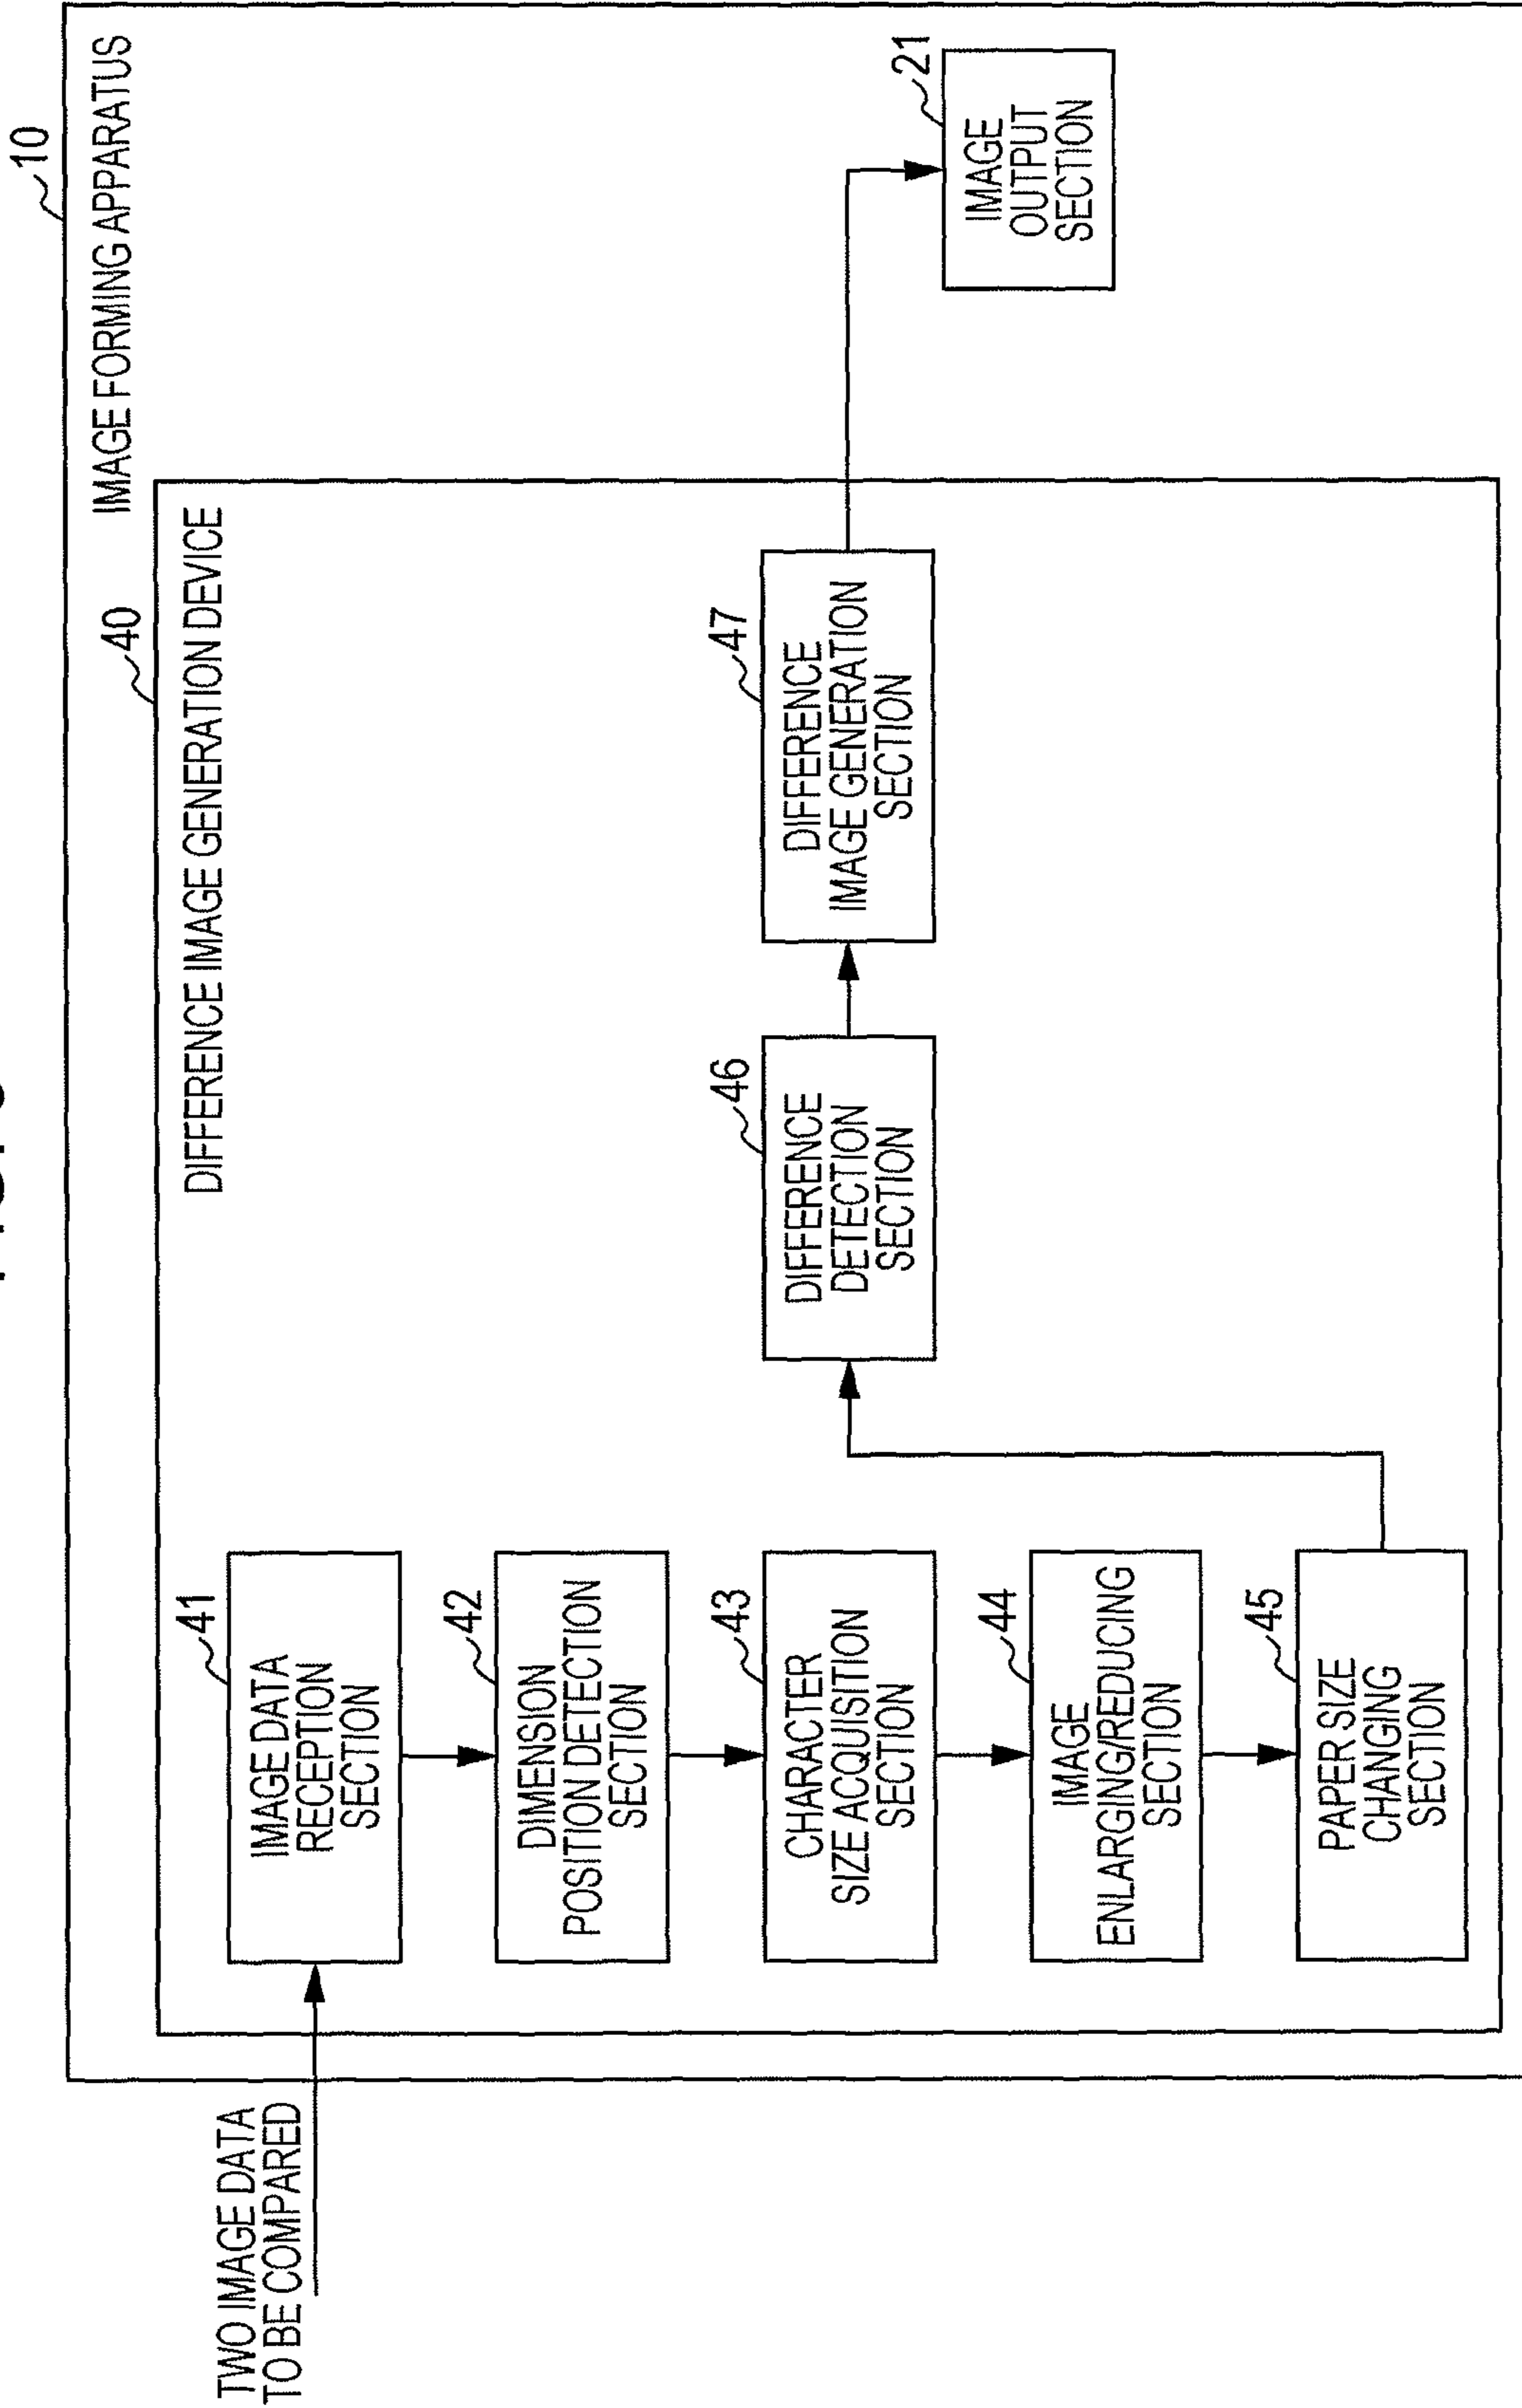 10
IMAGE FORMING APPARATUS
40
DIFFERENCE IMAGE GENERATION DEVICE
TWO IMAGE DATA
TO BE COMPARED
41
IMAGE DATA
RECEPTION
SECTION
42
DIMENSION
POSITION DETECTION
SECTION
43
CHARACTER
SIZE ACQUISITION
SECTION
44
IMAGE
ENLARGING/REDUCING
SECTION
45
PAPER SIZE
CHANGING
SECTION
46
DIFFERENCE
DETECTION
SECTION
47
DIFFERENCE
IMAGE GENERATION
SECTION
21
IMAGE
OUTPUT
SECTION